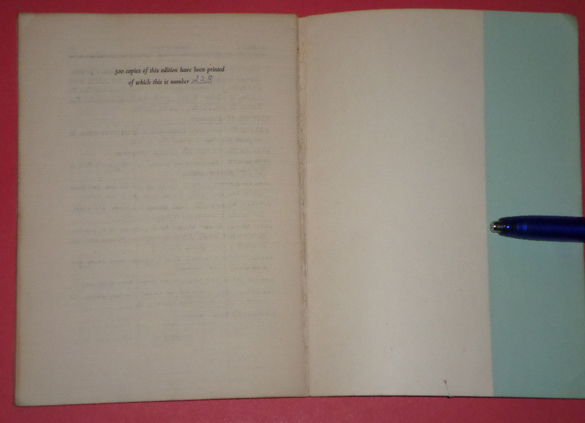 500 copies of this edition have been printed
of which this is number